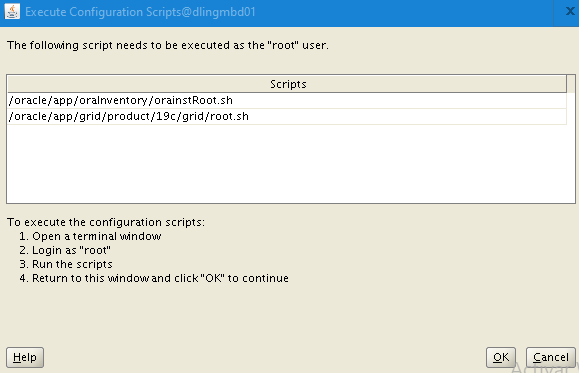 Execute Configuration Scripts@dlingmbd01
The following script needs to be executed as the "root" user.
Scripts
/oracle/app/oraInventory/orainstRoot.sh
/oracle/app/grid/product/19c/grid/root.sh
To execute the configuration scripts:
1. Open a terminal window
2. Login as "root"
3. Run the scripts
4. Return to this window and click "OK" to continue
Help
OK
Cancel